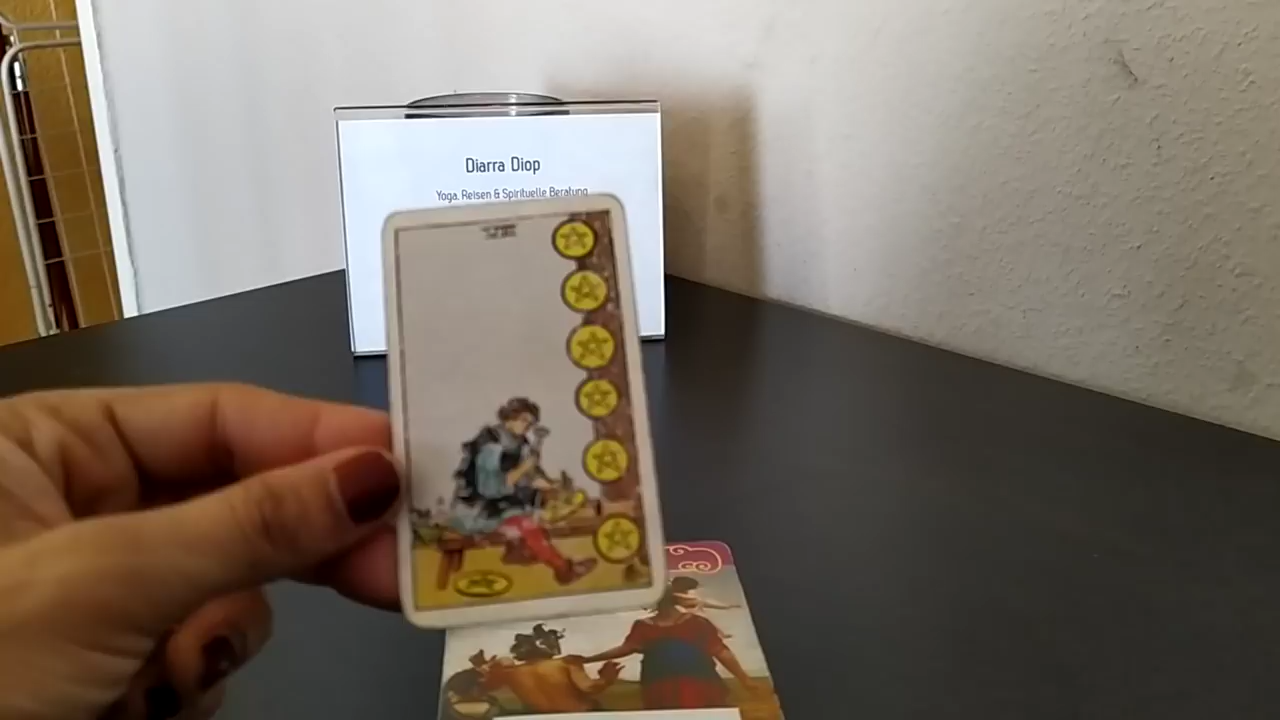 Diarra Diop
Yoga, Reisen & Spirituelle Beratung